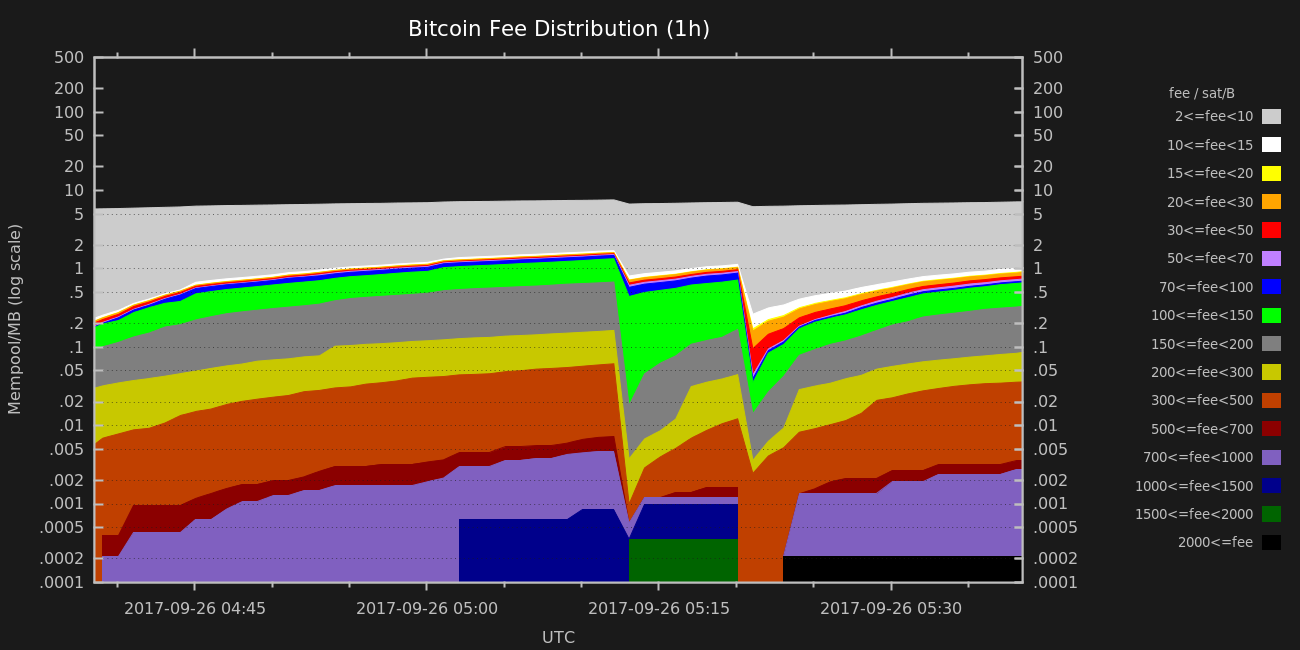 Bitcoin Fee Distribution (1h)
500
200
100
50
20
10
5
2
1
.5
.2
.1
.05
.02
.01
.005
.002
.001
.0005
.0002
.0001
Mempool/MB (log scale)
500
200
100
50
20
10
5
2
1
.5
.2
.1
.05
.02
.01
.005
.002
.001
.0005
.0002
.0001
2017-09-26 04:45
2017-09-26 05:00
2017-09-26 05:15
2017-09-26 05:30
UTC
fee / sat/B
2<=fee<10
10<=fee<15
15<=fee<20
20<=fee<30
30<=fee<50
50<=fee<70
70<=fee<100
100<=fee<150
150<=fee<200
200<=fee<300
300<=fee<500
500<=fee<700
700<=fee<1000
1000<=fee<1500
1500<=fee<2000
2000<=fee